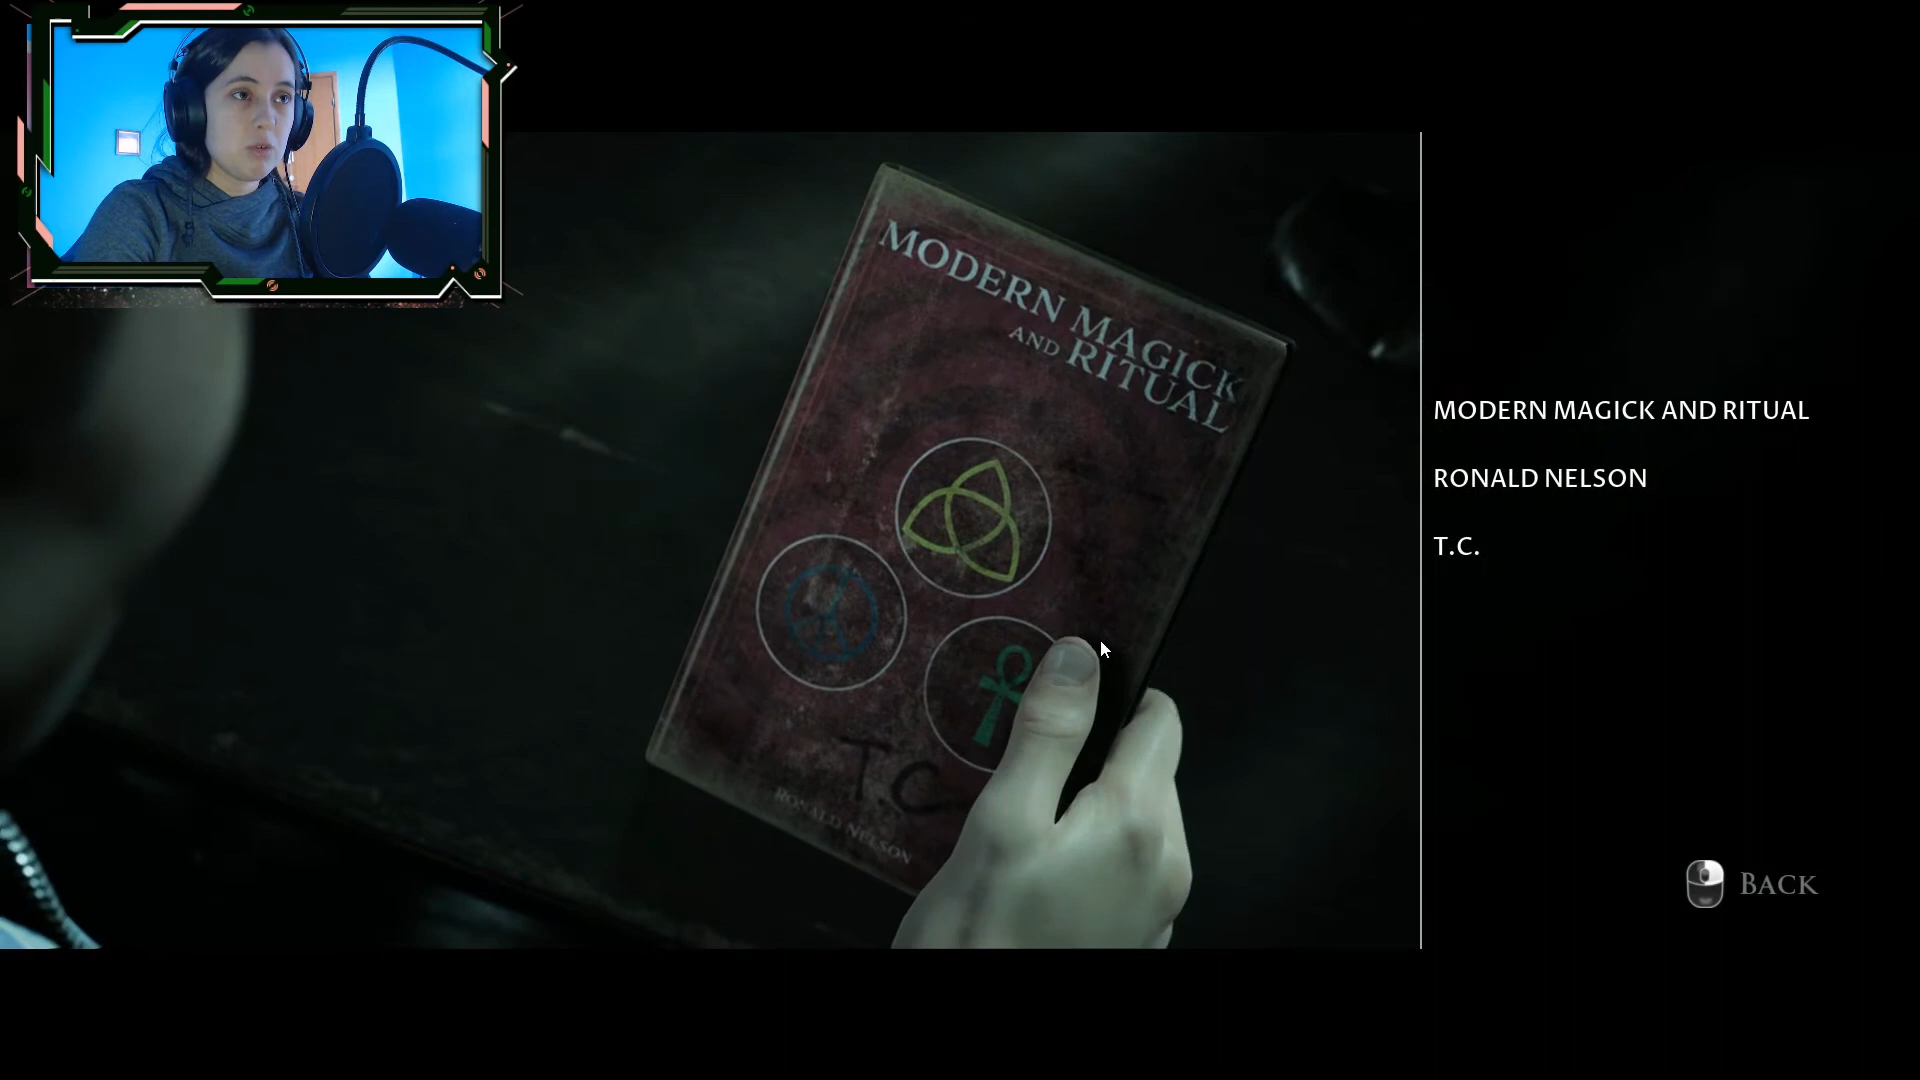 MODERN MAGICK
AND RITUAL
T.C
RONALD NELSON
MODERN MAGICK AND RITUAL
RONALD NELSON
T.C.
BACK